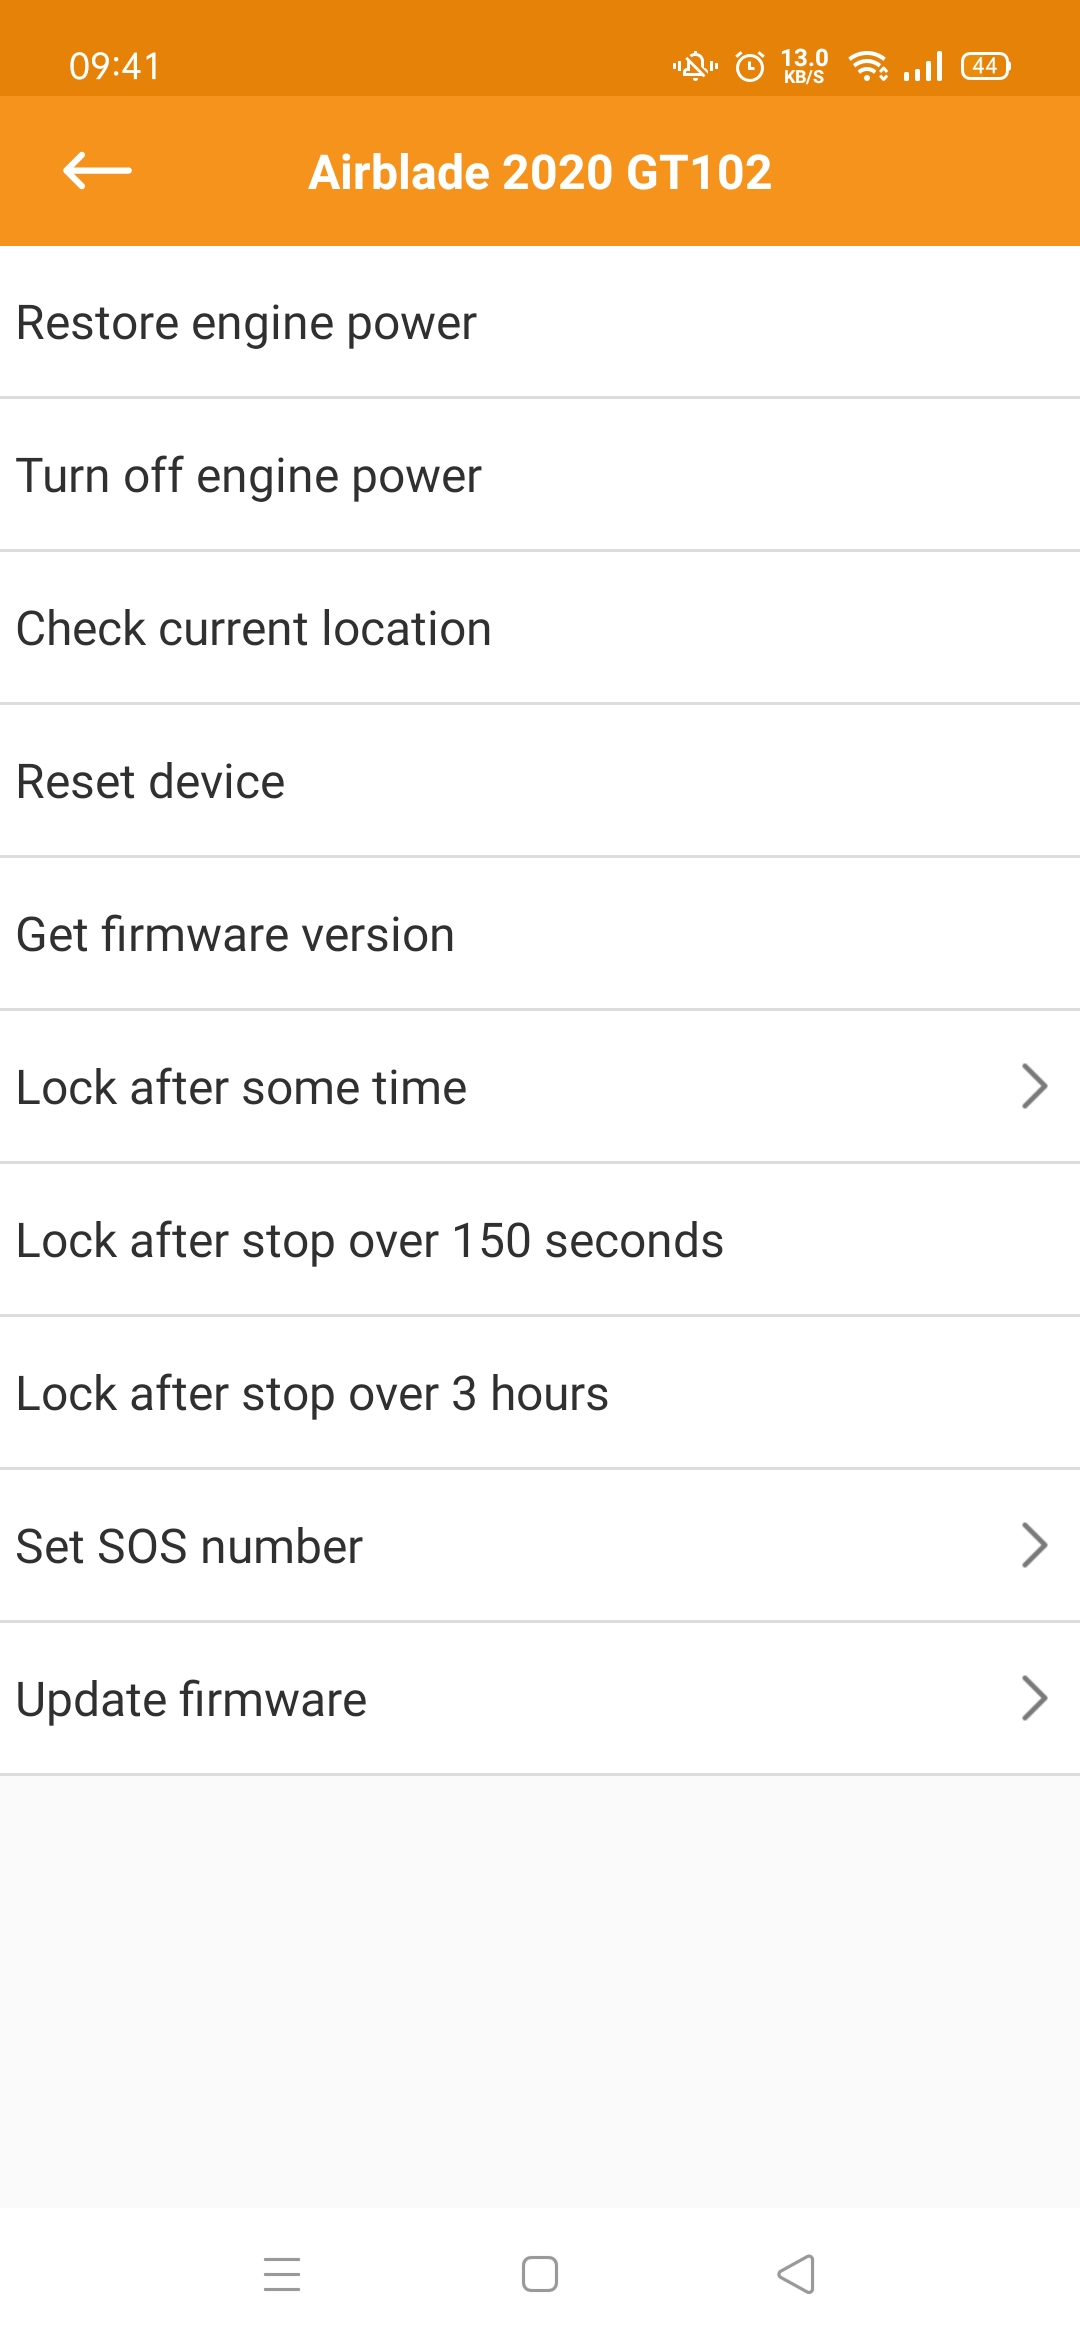 09:41
13.0
KB/S
44
Airblade 2020 GT102
Restore engine power
Turn off engine power
Check current location
Reset device
Get firmware version
Lock after some time
Lock after stop over 150 seconds
Lock after stop over 3 hours
Set SOS number
Update firmware